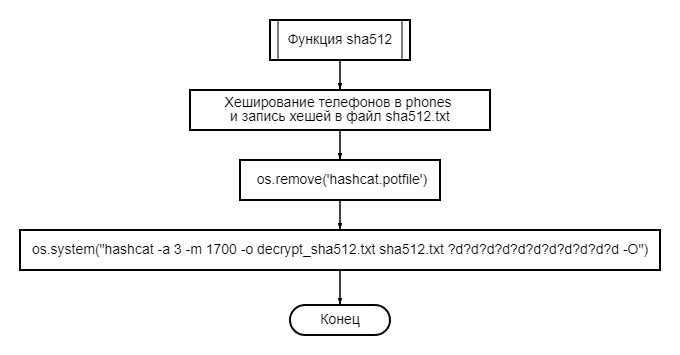 Функция sha512
Хеширование телефонов в phones
и запись хешей в файл sha512.txt
os.remove('hashcat.potfile')
os.system("hashcat -a 3 -m 1700 -o decrypt_sha512.txt sha512.txt ?d?d?d?d?d?d?d?d?d?d?d -O")
Конец